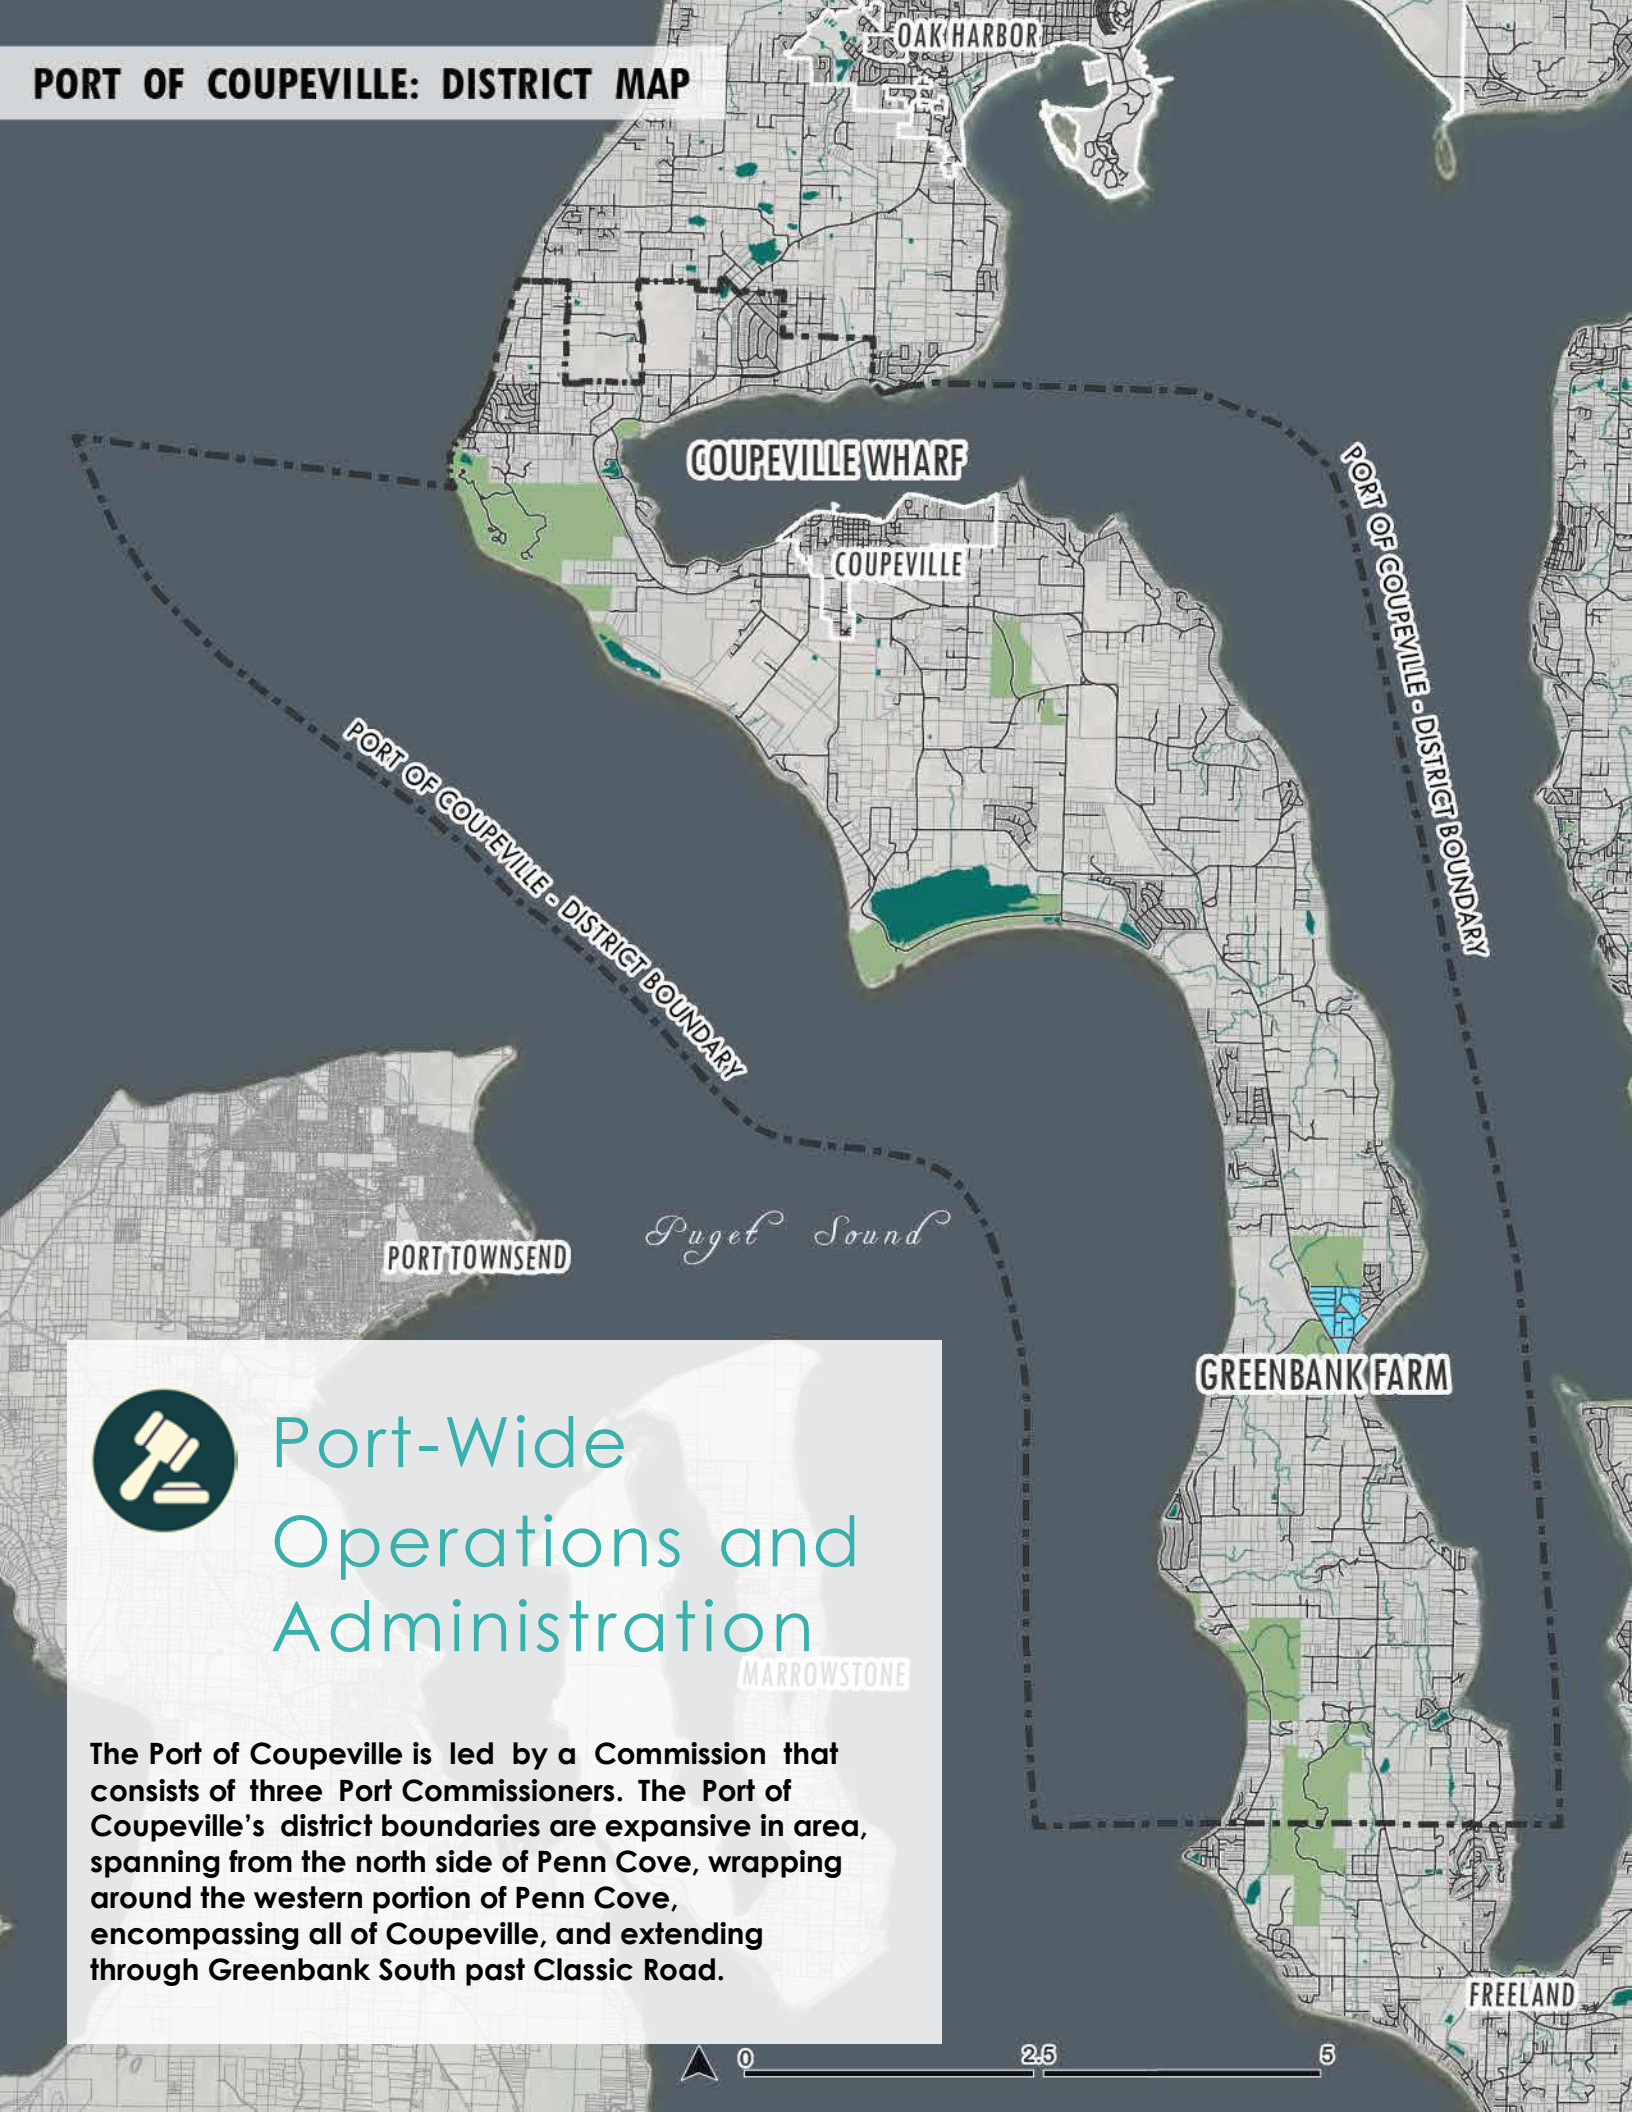 OAK HARBOR
PORT OF COUPEVILLE: DISTRICT MAP
COUPEVILLE WHARF
COUPEVILLE
PORT OF COUPEVILLE - DISTRICT BOUNDARY
PORT OF COUPEVILLE - DISTRICT BOUNDARY
Puget Sound
PORT TOWNSEND
GREENBANK FARM
Port-Wide
Operations and
Administration
MARROWSTONE
The Port of Coupeville is led by a Commission that
consists of three Port Commissioners. The Port of
Coupeville’s district boundaries are expansive in area,
spanning from the north side of Penn Cove, wrapping
around the western portion of Penn Cove,
encompassing all of Coupeville, and extending
through Greenbank South past Classic Road.
FREELAND
0 2.5 5